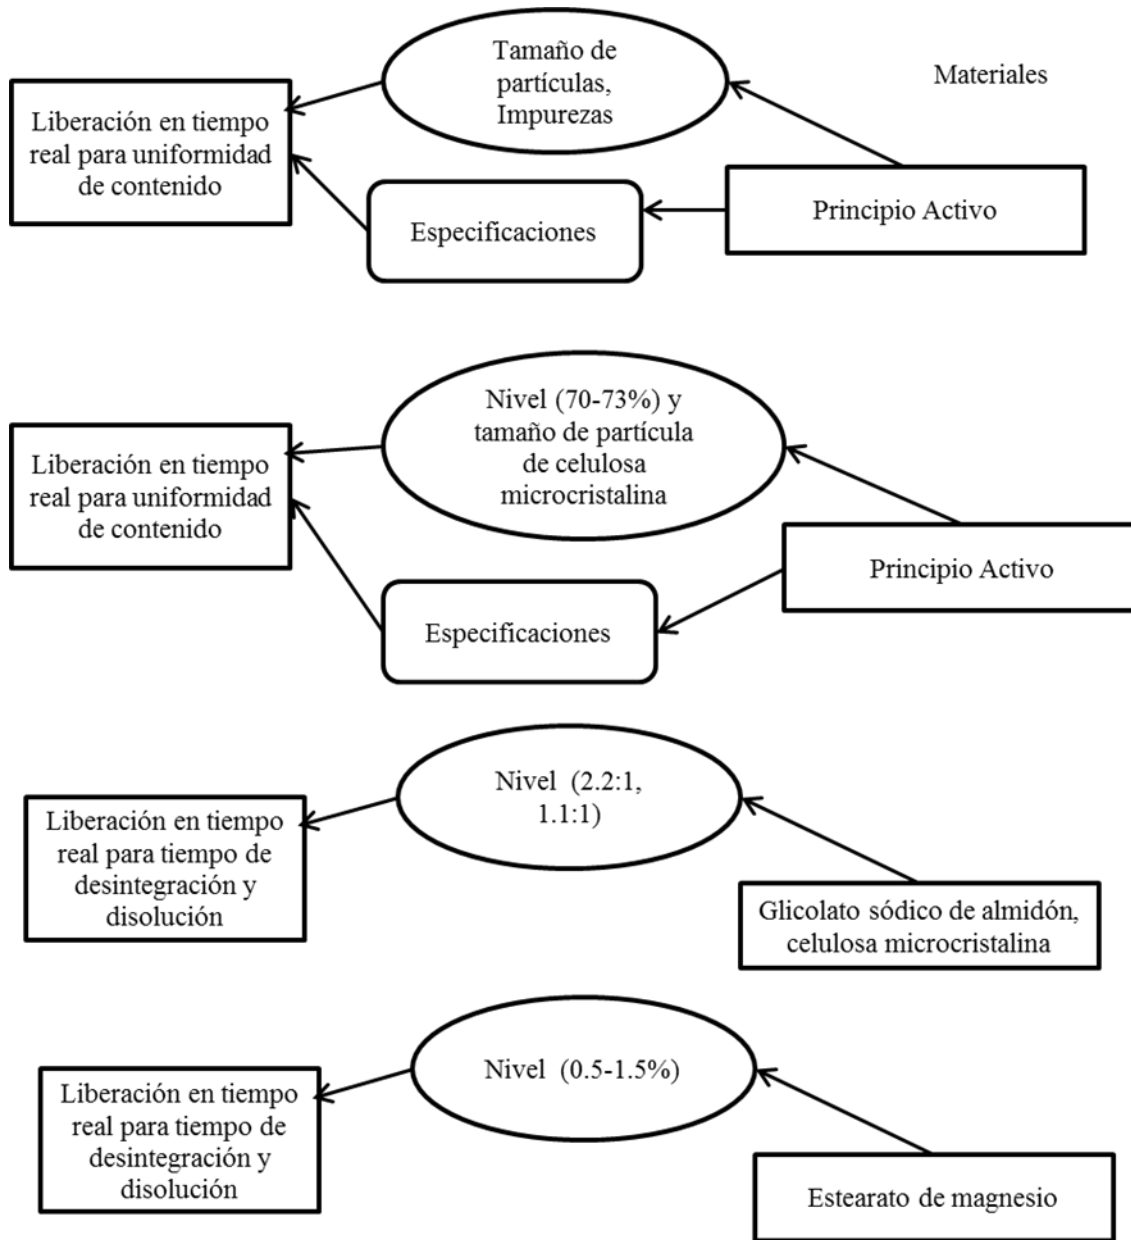 Tamaño de
partículas,
Impurezas
Materiales
Liberación en tiempo
real para uniformidad
de contenido
Especificaciones
Principio Activo
Nivel (70-73%) y
tamaño de partícula
de celulosa
microcristalina
Liberación en tiempo
real para uniformidad
de contenido
Especificaciones
Principio Activo
Nivel (2.2:1,
1.1:1)
Liberación en tiempo
real para tiempo de
desintegración y
disolución
Glicolato sódico de almidón,
celulosa microcristalina
Nivel (0.5-1.5%)
Liberación en tiempo
real para tiempo de
desintegración y
disolución
Estearato de magnesio